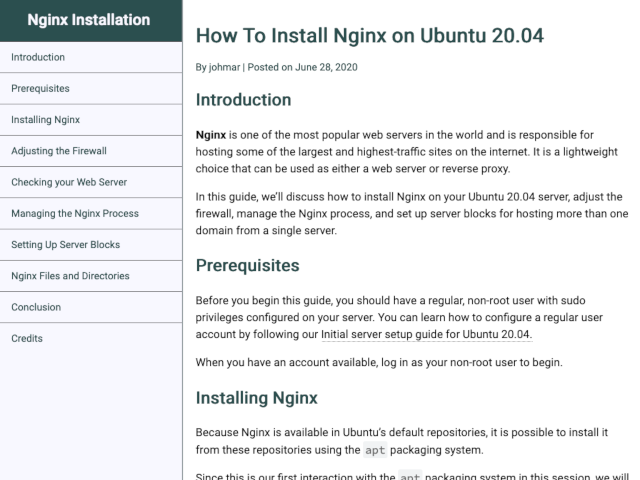 Nginx Installation
Introduction
Prerequisites
Installing Nginx
Adjusting the Firewall
Checking your Web Server
Managing the Nginx Process
Setting Up Server Blocks
Nginx Files and Directories
Conclusion
Credits
How To Install Nginx on Ubuntu 20.04
By johmar | Posted on June 28, 2020
Introduction
Nginx is one of the most popular web servers in the world and is responsible for
hosting some of the largest and highest-traffic sites on the internet. It is a lightweight
choice that can be used as either a web server or reverse proxy.
In this guide, we’ll discuss how to install Nginx on your Ubuntu 20.04 server, adjust the
firewall, manage the Nginx process, and set up server blocks for hosting more than one
domain from a single server.
Prerequisites
Before you begin this guide, you should have a regular, non-root user with sudo
privileges configured on your server. You can learn how to configure a regular user
account by following our Initial server setup guide for Ubuntu 20.04.
When you have an account available, log in as your non-root user to begin.
Installing Nginx
Because Nginx is available in Ubuntu’s default repositories, it is possible to install it
from these repositories using the apt packaging system.
Since this is our first interaction with the apt packaging system in this session, we will